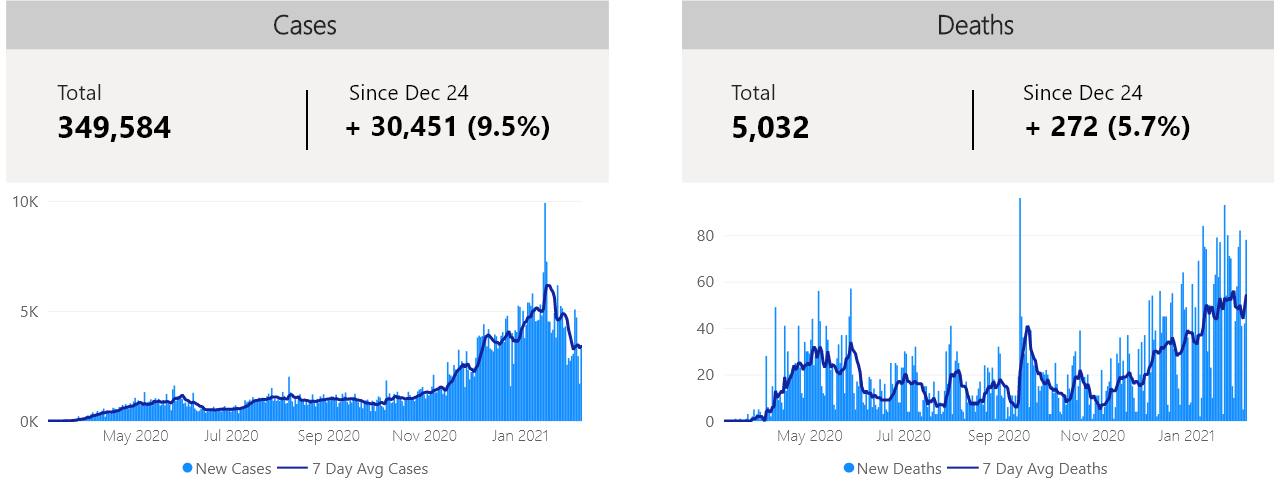 Cases
Total
349,584
Since Dec 24
+ 30,451 (9.5%)
10K
5K
0K
May 2020 Jul 2020 Sep 2020 Nov 2020 Jan 2021
New Cases 7 Day Avg Cases
Deaths
Total
5,032
Since Dec 24
+ 272 (5.7%)
80
60
40
20
0
May 2020 Jul 2020 Sep 2020 Nov 2020 Jan 2021
New Deaths 7 Day Avg Deaths